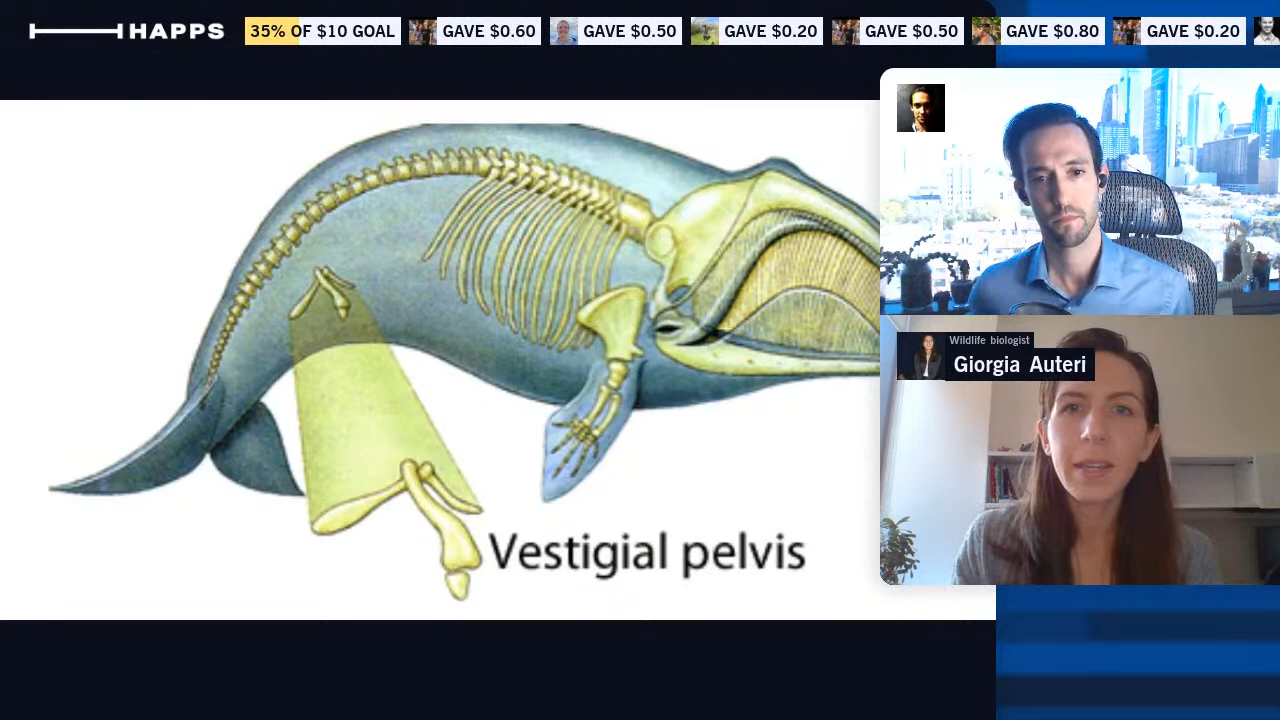 HAPPS
35% OF $10 GOAL
GAVE $0.60
GAVE $0.50
GAVE $0.20
GAVE $0.50
GAVE $0.80
GAVE $0.20
Wildlife biologist
Giorgia Auteri
Vestigial pelvis